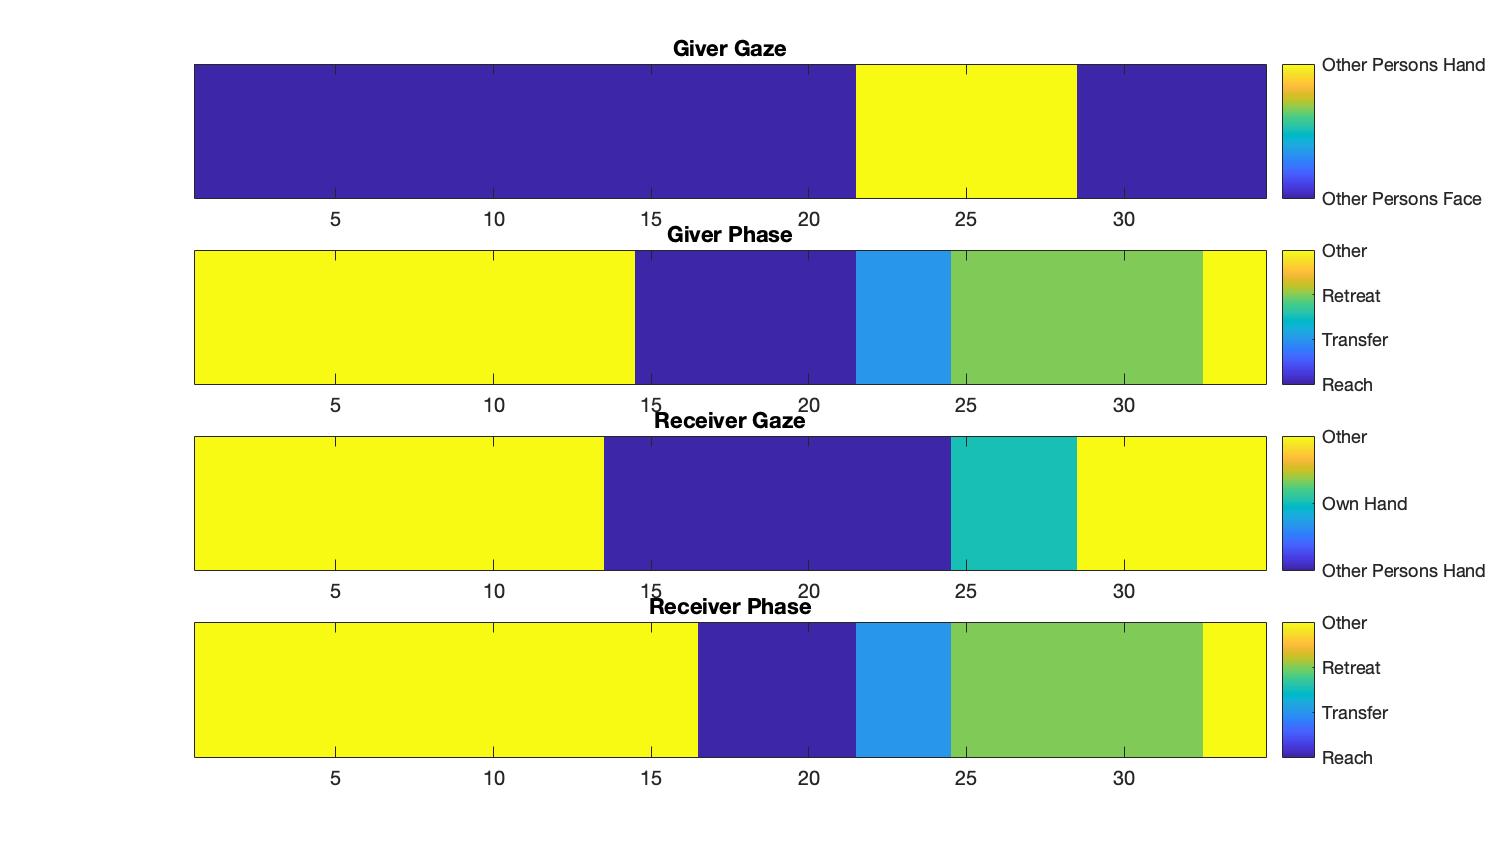 Giver Gaze
Other Persons Hand
Other Persons Face
5 10 15 20 25 30
Giver Phase
Other
Retreat
Transfer
Reach
5 10 15 20 25 30
Receiver Gaze
Other
Own Hand
Other Persons Hand
5 10 15 20 25 30
Receiver Phase
Other
Retreat
Transfer
Reach
5 10 15 20 25 30